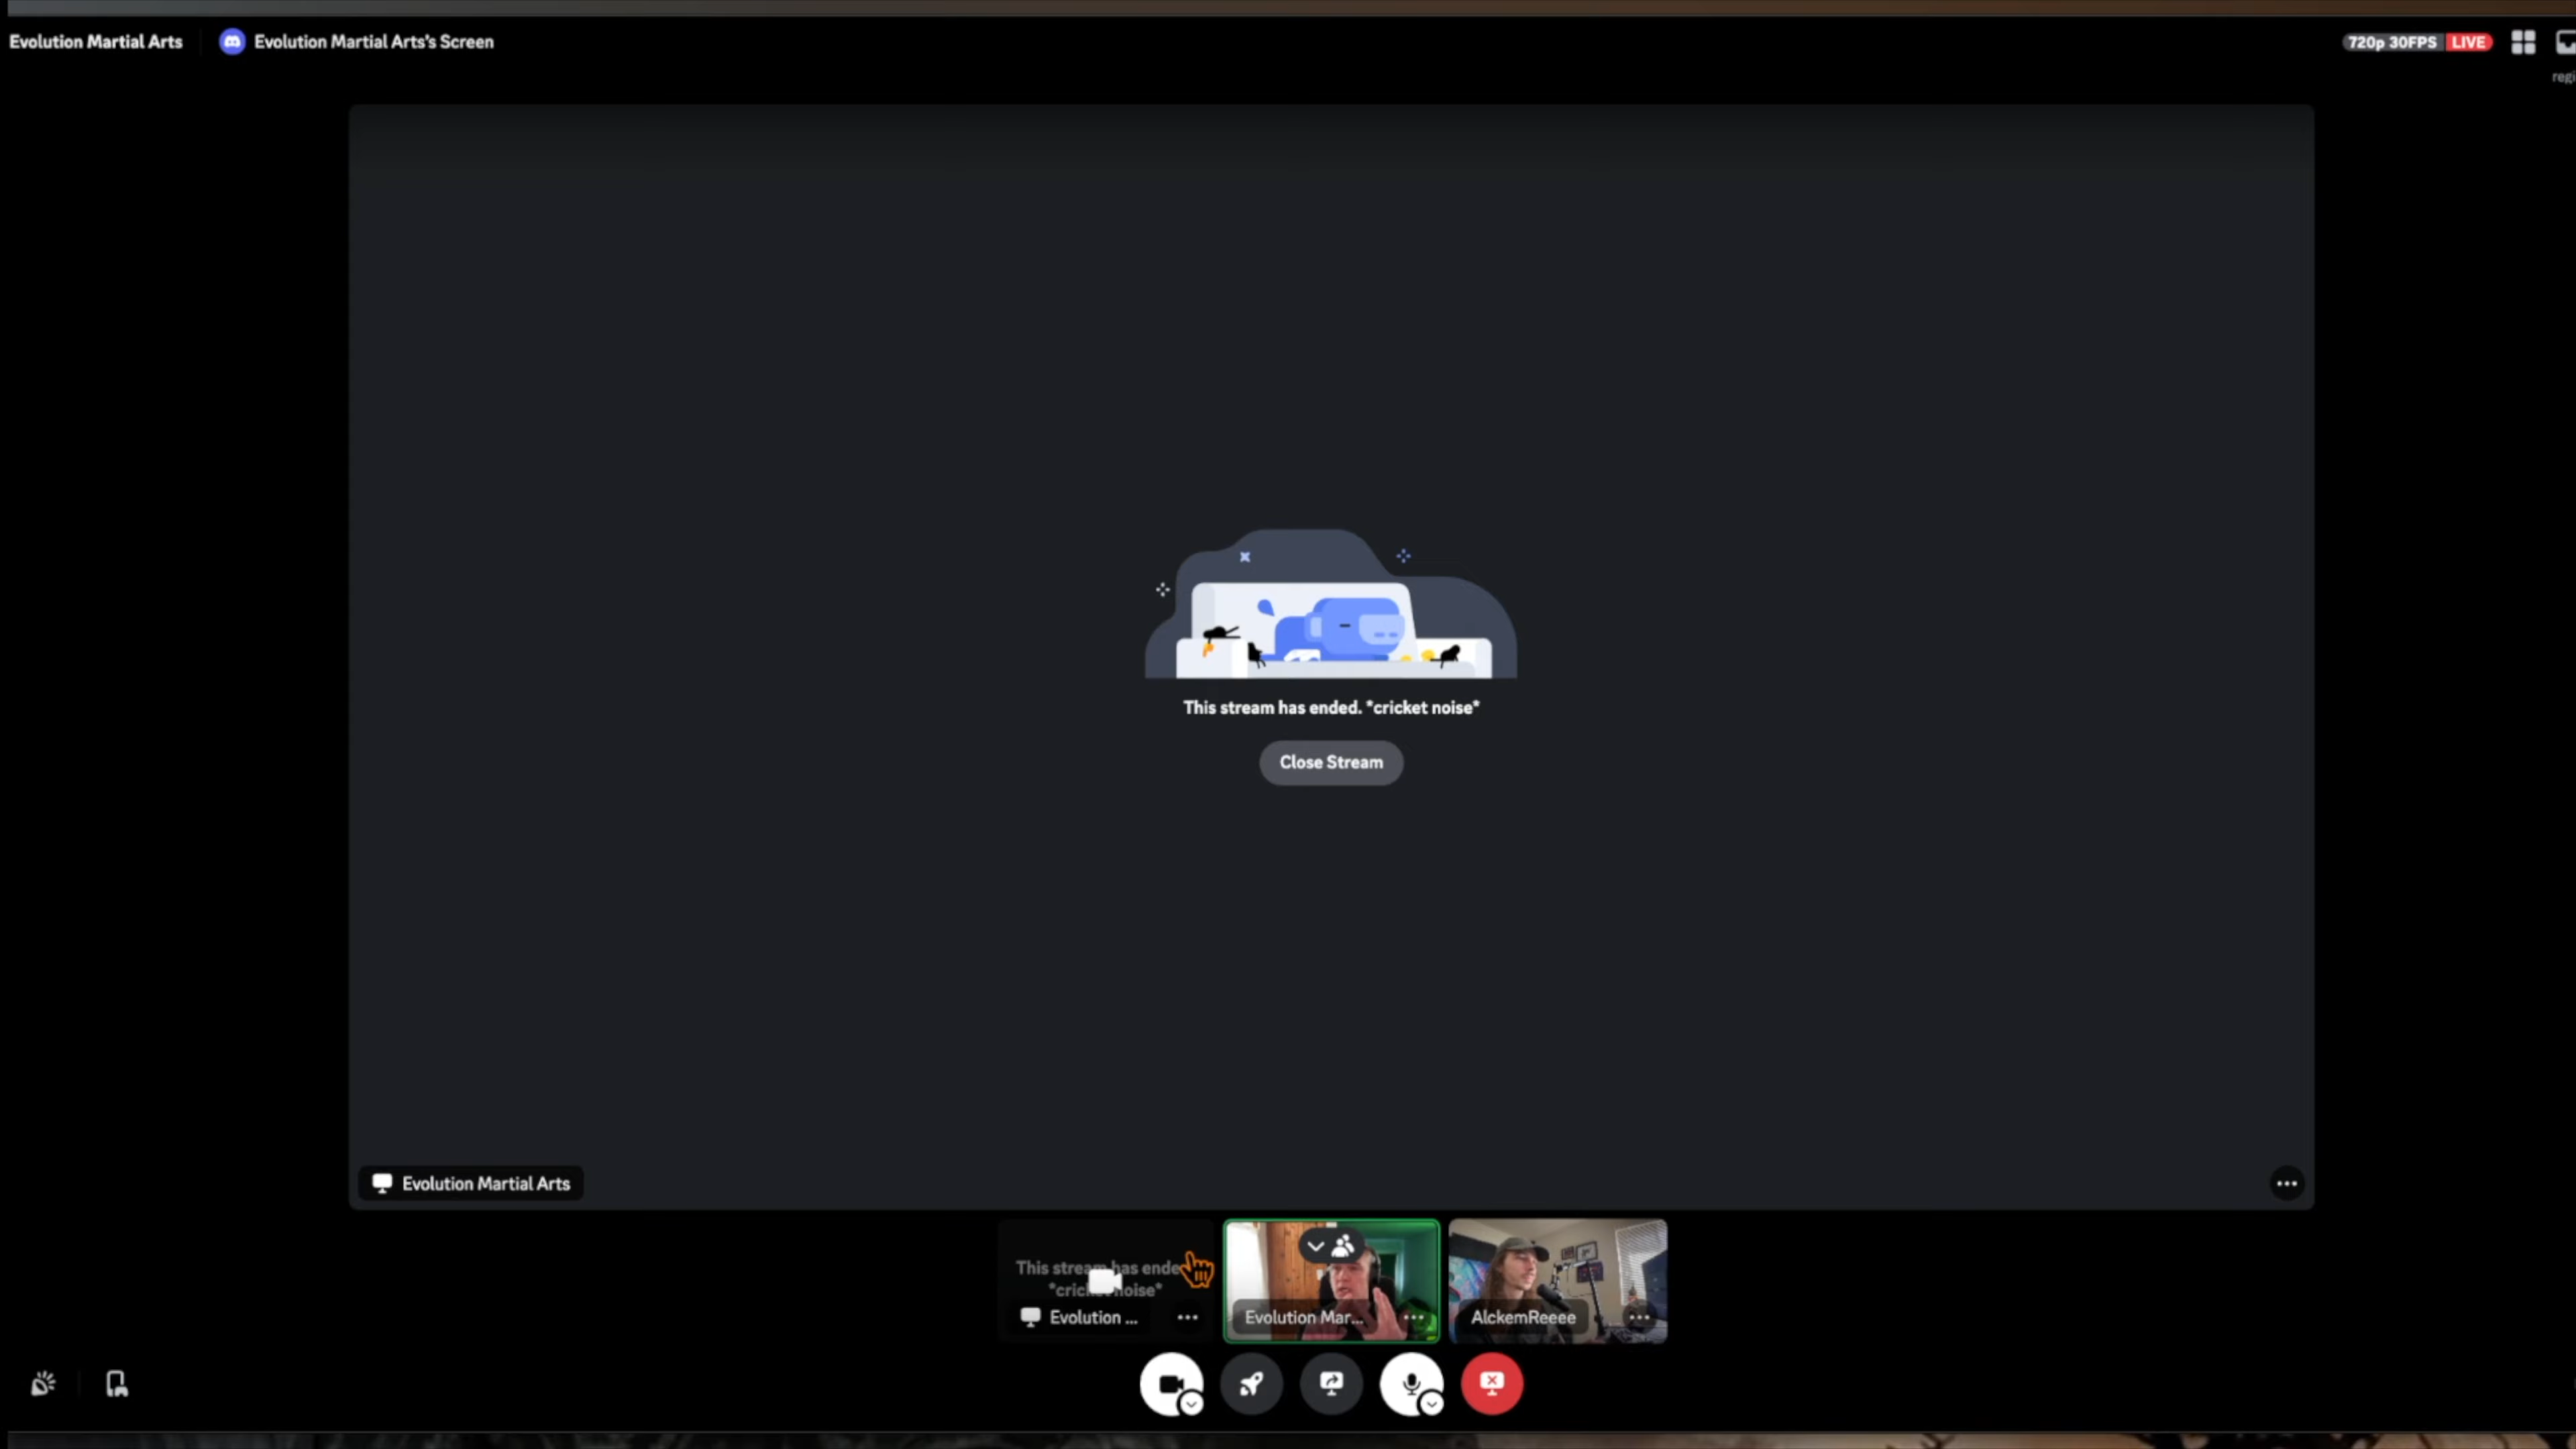 Evolution Martial Arts
Evolution Martial Arts's Screen
720p 30FPS LIVE
This stream has ended. *cricket noise*
Close Stream
Evolution Martial Arts
Evolution ...
Evolution Mar...
AlckemReeee